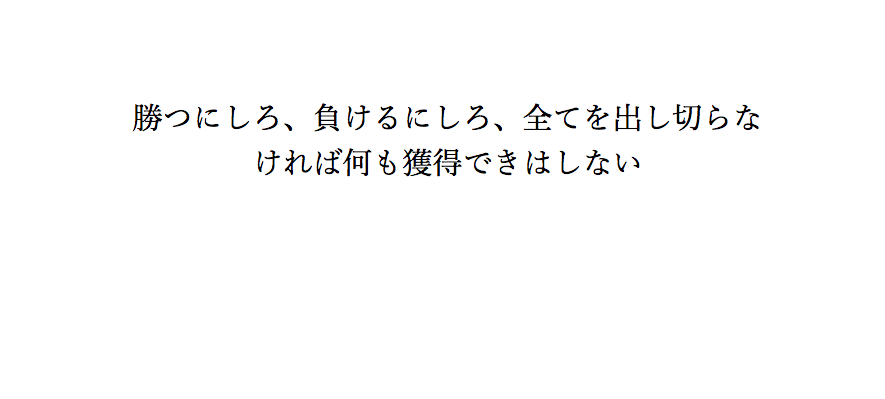 勝つにしろ、負けるにしろ、全てを出し切らな
ければ何も獲得できはしない